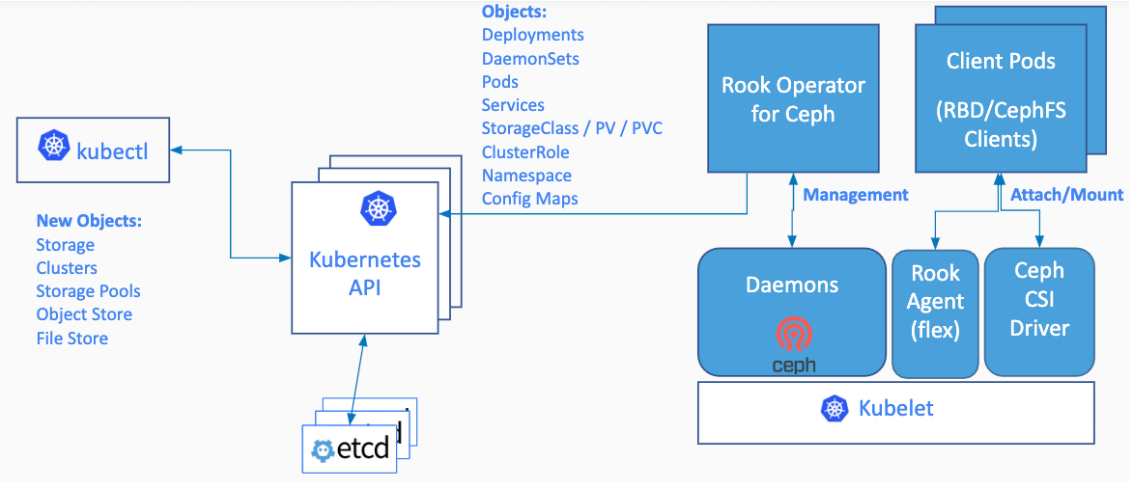 kubectl
New Objects:
Storage
Clusters
Storage Pools
Object Store
File Store
Kubernetes
API
etcd
Objects:
Deployments
DaemonSets
Pods
Services
StorageClass / PV / PVC
ClusterRole
Namespace
Config Maps
Rook Operator
for Ceph
Client Pods
(RBD/CephFS
Clients)
Management
Attach/Mount
Daemons
ceph
Rook
Agent
(flex)
Ceph
CSI
Driver
Kubelet